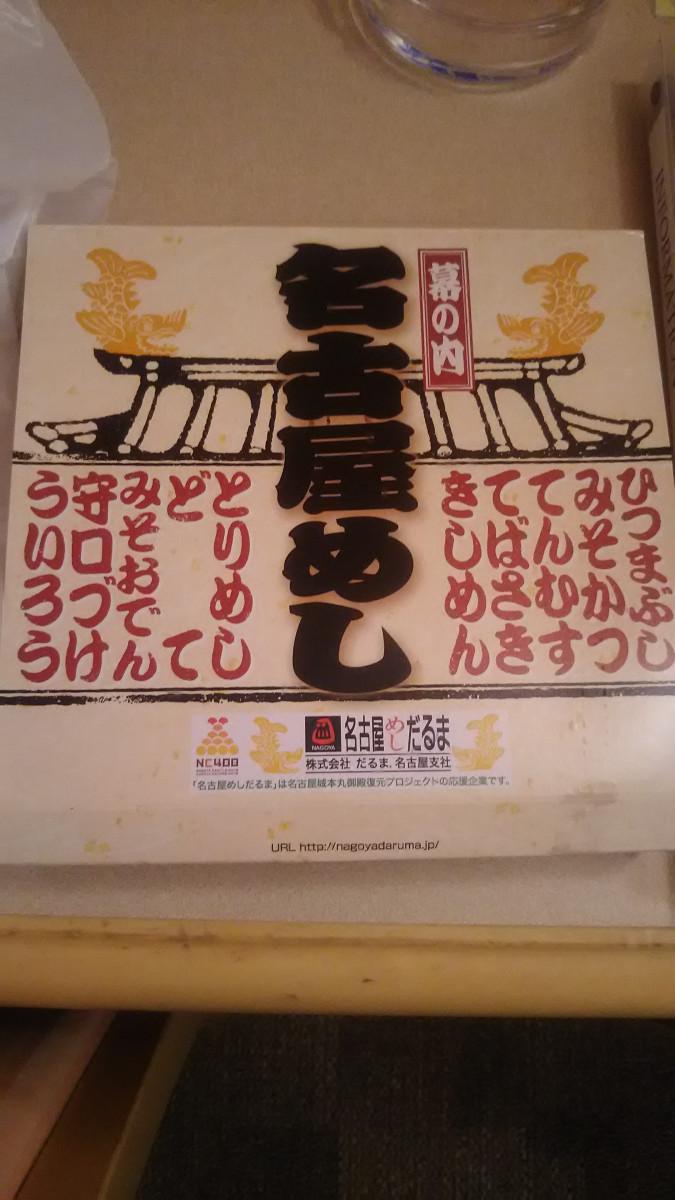 幕の内
名古屋めし
ひつまぶし
みそかつ
てんむす
てばさき
きしめん
とりめし
どて
みそおでん
守口づけ
ういろう
NC400
NAGOYA
名古屋めしだるま
株式会社 だるま.名古屋支社
「名古屋めしだるま」は名古屋城本丸御殿復元プロジェクトの応援企業です。
URL http://nagoyadaruma.jp/